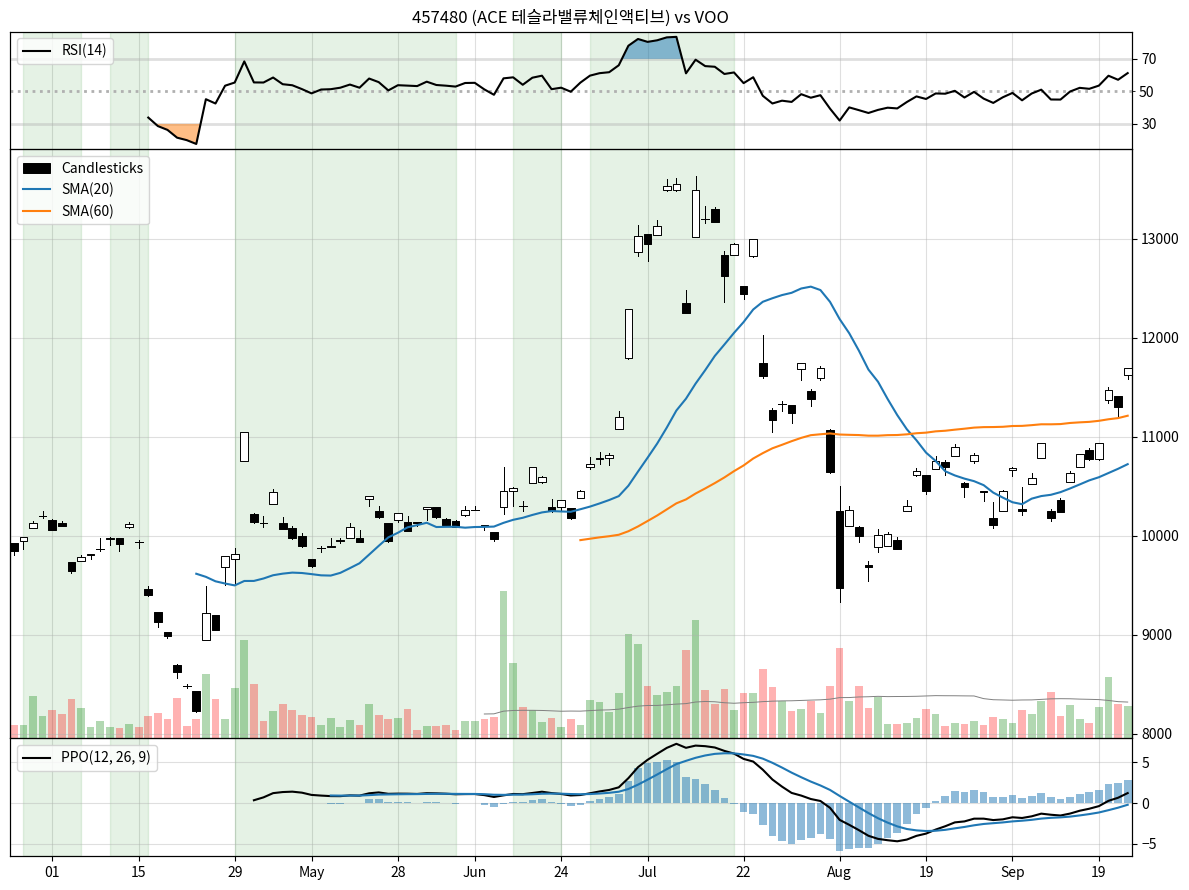 457480 (ACE 테슬라밸류체인액티브) vs VOO
RSI(14)
70
50
30
Candlesticks
SMA(20)
SMA(60)
13000
12000
11000
10000
9000
8000
PPO(12, 26, 9)
5
0
−5
01 15 29 May 28 Jun 24 Jul 22 Aug 19 Sep 19